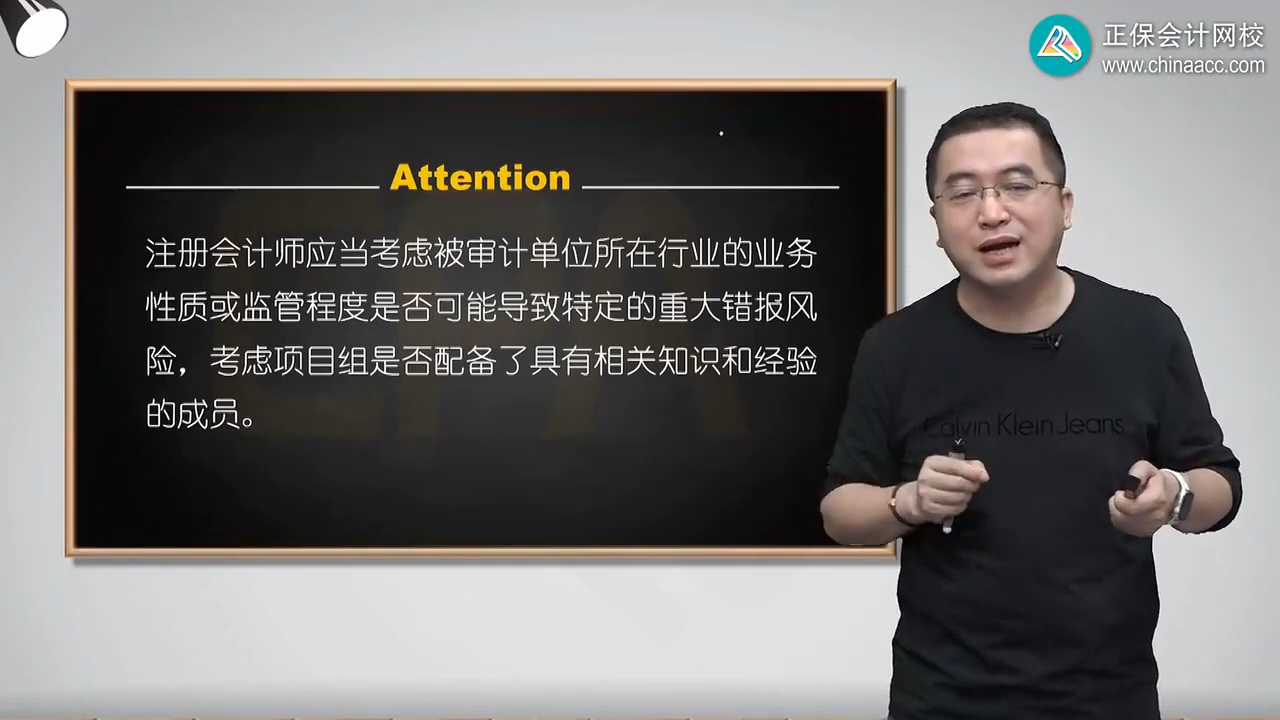 正保会计网校
www.chinaacc.com
Attention
注册会计师应当考虑被审计单位所在行业的业务
性质或监管程度是否可能导致特定的重大错报风
险，考虑项目组是否配备了具有相关知识和经验
的成员。
Calvin Klein Jeans